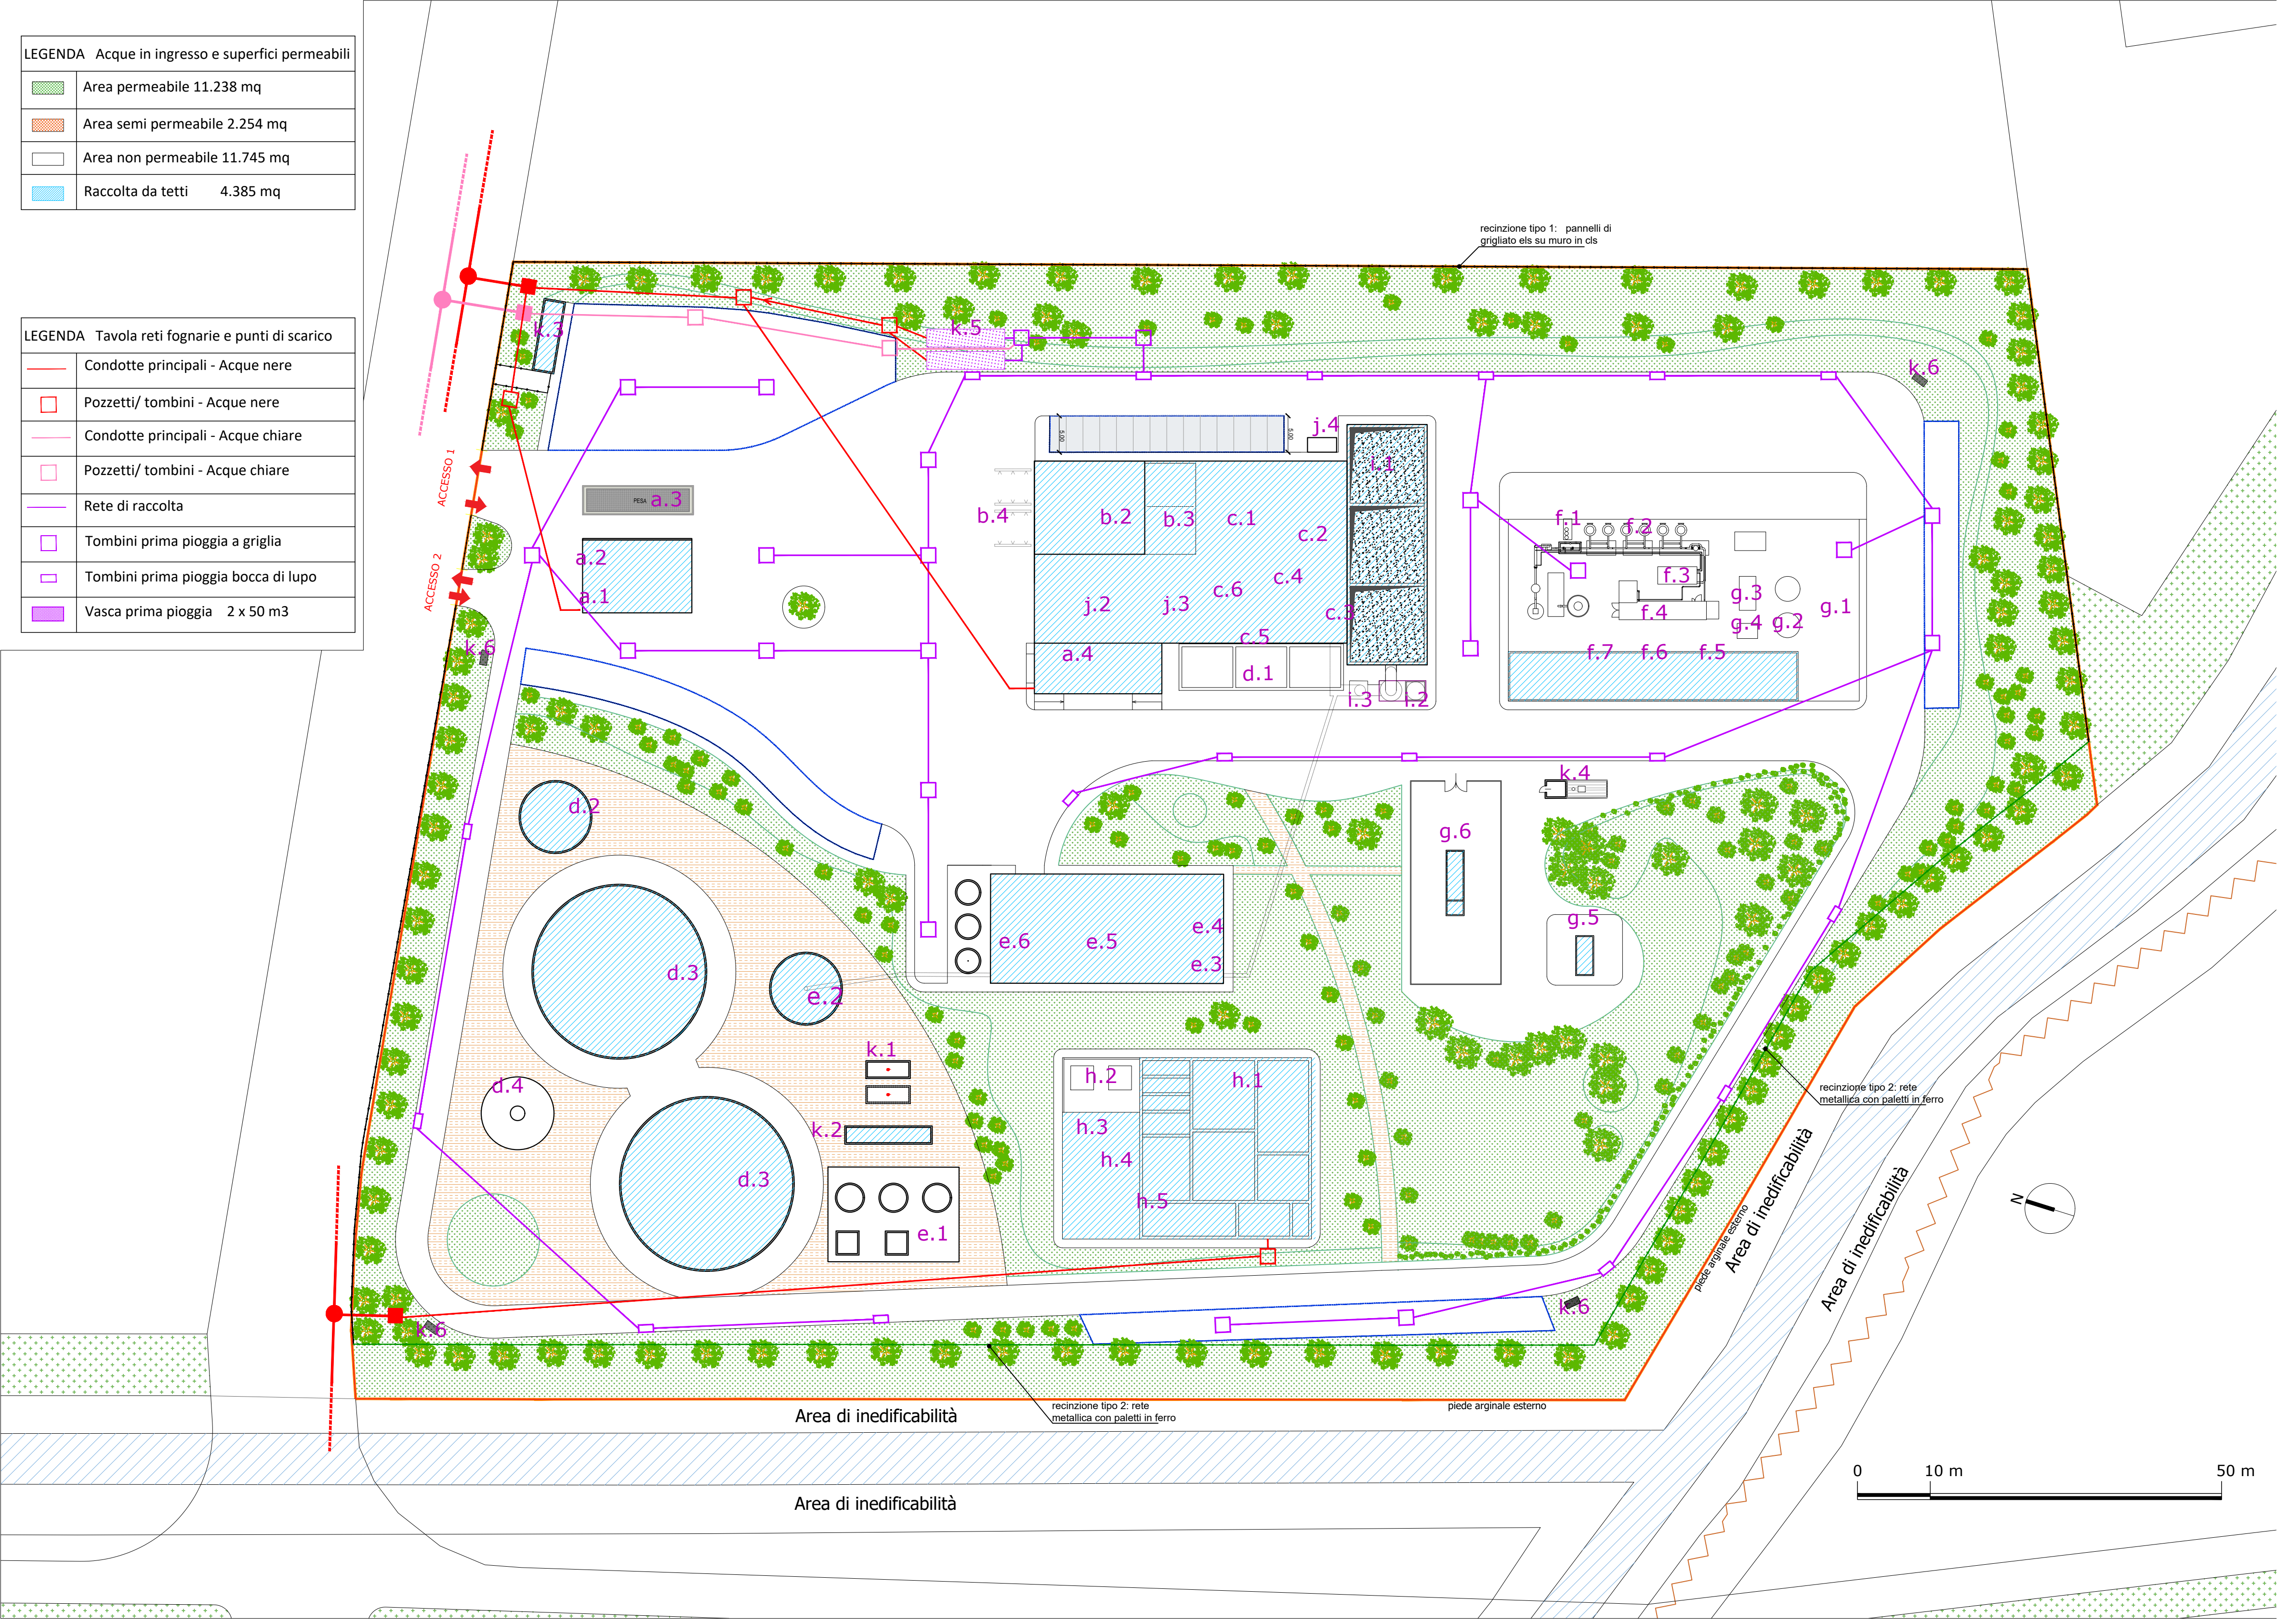 LEGENDA Acque in ingresso e superfici permeabili
Area permeabile 11.238 mq
Area semi permeabile 2.254 mq
Area non permeabile 11.745 mq
Raccolta da tetti 4.385 mq
LEGENDA Tavola reti fognarie e punti di scarico
Condotte principali - Acque nere
Pozzetti/ tombini - Acque nere
Condotte principali - Acque chiare
Pozzetti/ tombini - Acque chiare
Rete di raccolta
Tombini prima pioggia a griglia
Tombini prima pioggia bocca di lupo
Vasca prima pioggia 2 x 50 m3
recinzione tipo 1: pannelli di
grigliato els su muro in cls
k.3
k.5
k.6
ACCESSO 1
ACCESSO 2
PESA
a.3
a.2
a.1
k.6
5.00
5.00
j.4
i.1
b.4
b.2
b.3
c.1
c.2
c.4
c.6
c.3
j.2
j.3
c.5
a.4
d.1
i.3
i.2
f.1
f.2
f.3
f.4
g.3
g.4
g.2
g.1
f.7
f.6
f.5
k.4
g.6
g.5
d.2
d.3
e.2
e.6
e.5
e.4
e.3
k.1
k.2
d.4
d.3
e.1
h.2
h.1
h.3
h.4
h.5
k.6
k.6
recinzione tipo 2: rete
metallica con paletti in ferro
recinzione tipo 2: rete
metallica con paletti in ferro
piede arginale esterno
piede arginale esterno
Area di inedificabilità
Area di inedificabilità
Area di inedificabilità
Area di inedificabilità
N
0
10 m
50 m